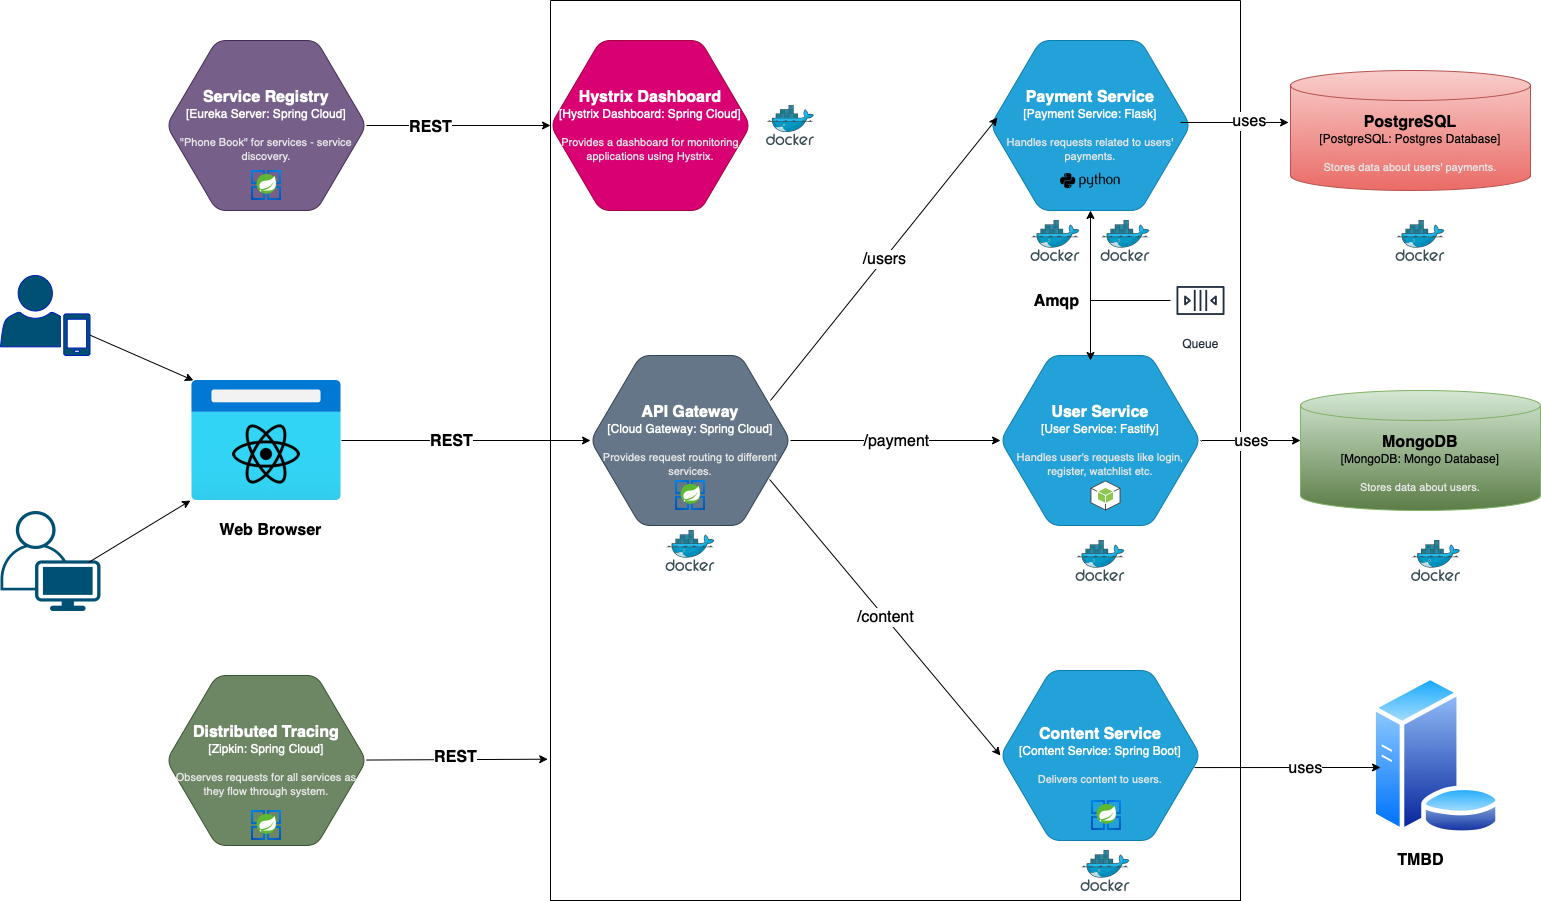 Service Registry
[Eureka Server: Spring Cloud]
"Phone Book" for services - service
discovery.
REST
Hystrix Dashboard
[Hystrix Dashboard: Spring Cloud]
Provides a dashboard for monitoring
applications using Hystrix.
docker
Payment Service
[Payment Service: Flask]
Handles requests related to users'
payments.
python
docker
docker
uses
PostgreSQL
[PostgreSQL: Postgres Database]
Stores data about users' payments.
docker
/users
Amqp
Queue
Web Browser
REST
API Gateway
[Cloud Gateway: Spring Cloud]
Provides request routing to different
services.
docker
/payment
User Service
[User Service: Fastify]
Handles user's requests like login,
register, watchlist etc.
docker
uses
MongoDB
[MongoDB: Mongo Database]
Stores data about users.
docker
/content
Distributed Tracing
[Zipkin: Spring Cloud]
Observes requests for all services as
they flow through system.
REST
Content Service
[Content Service: Spring Boot]
Delivers content to users.
docker
uses
TMBD